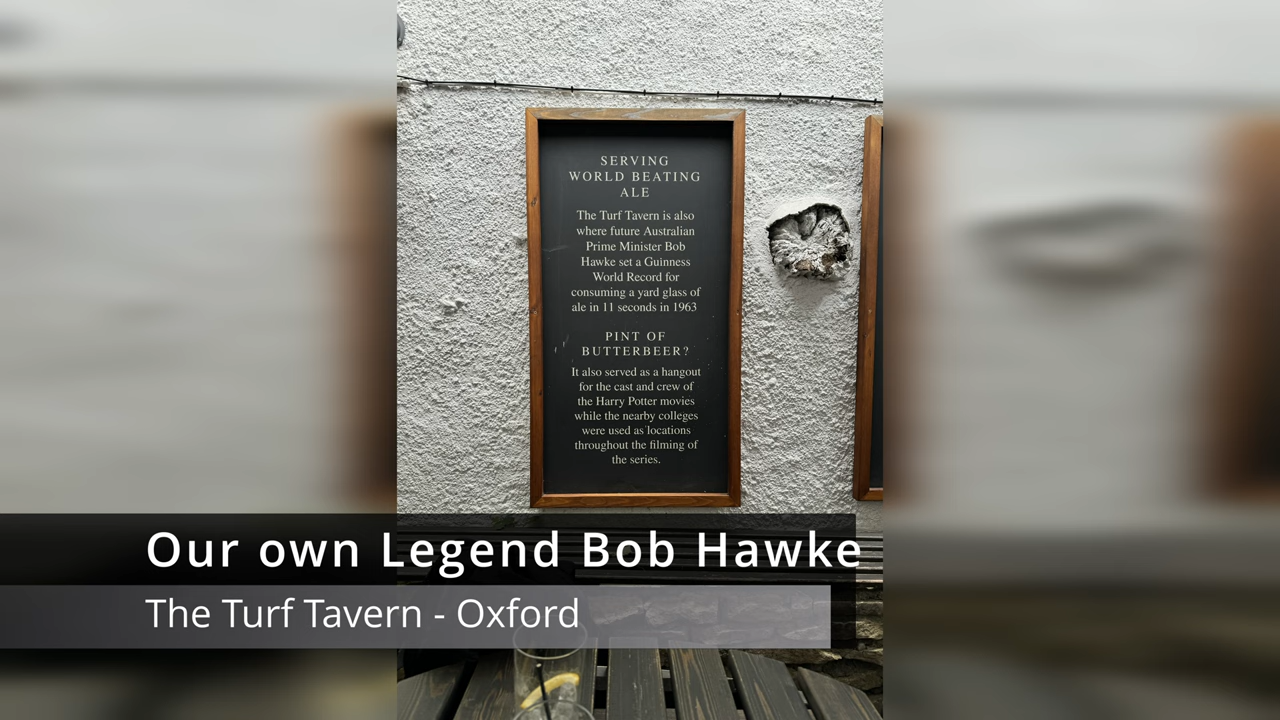 SERVING
WORLD BEATING
ALE
The Turf Tavern is also
where future Australian
Prime Minister Bob
Hawke set a Guinness
World Record for
consuming a yard glass of
ale in 11 seconds in 1963
PINT OF
BUTTERBEER?
It also served as a hangout
for the cast and crew of
the Harry Potter movies
while the nearby colleges
were used as locations
throughout the filming of
the series.
Our own Legend Bob Hawke
The Turf Tavern - Oxford